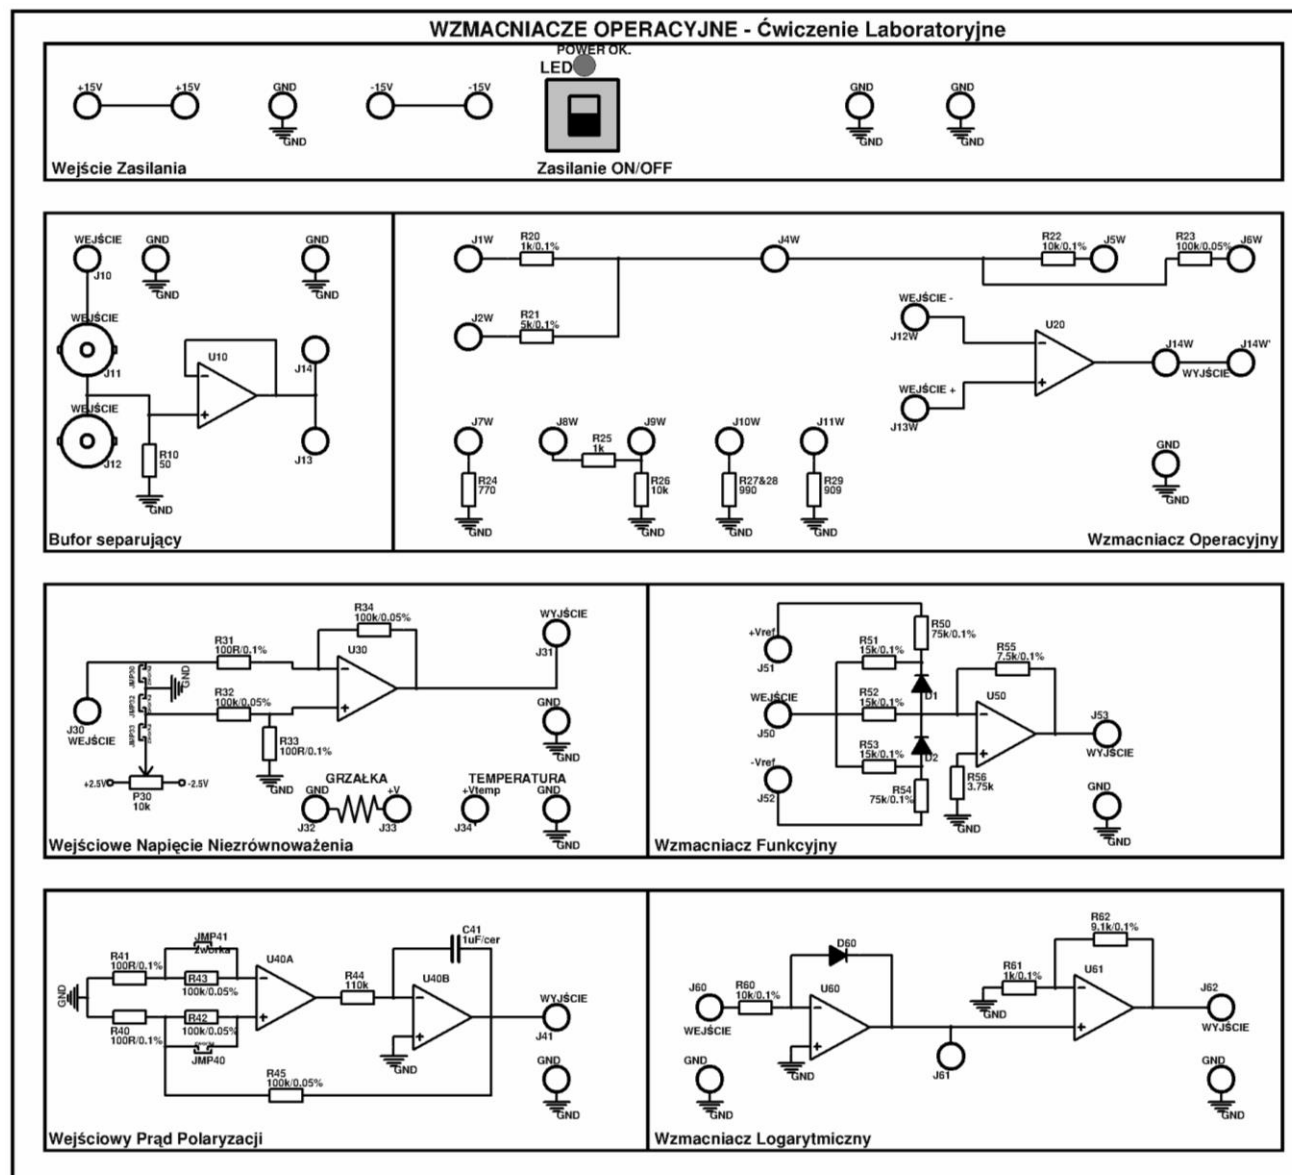 WZMACNIACZE OPERACYJNE - Ćwiczenie Laboratoryjne
POWER OK.
LED
+15V
+15V
GND
GND
-15V
-15V
GND
GND
GND
GND
Wejście Zasilania
Zasilanie ON/OFF
WEJŚCIE
J10
GND
GND
GND
GND
WEJŚCIE
J11
WEJŚCIE
J12
U10
J14
J13
R10
50
GND
Bufor separujący
J1W
R20
1k/0.1%
J4W
R22
10k/0.1%
J5W
R23
100k/0.05%
J6W
J2W
R21
5k/0.1%
WEJŚCIE -
J12W
U20
J14W
WYJŚCIE
J14W'
WEJŚCIE +
J13W
J7W
J8W
R25
1k
J9W
J10W
J11W
R24
770
R26
10k
R27&28
990
R29
909
GND
GND
GND
GND
GND
GND
Wzmacniacz Operacyjny
R34
100k/0.05%
WYJŚCIE
J31
R31
100R/0.1%
U30
GND
R32
100k/0.05%
J30
WEJŚCIE
R33
100R/0.1%
GND
GND
GND
+2.5V
-2.5V
P30
10k
GRZAŁKA
GND
+V
J32
J33
TEMPERATURA
+Vtemp
J34
GND
GND
Wejściowe Napięcie Niezrównoważenia
+Vref
J51
R50
75k/0.1%
R51
15k/0.1%
R55
7.5k/0.1%
D1
WEJŚCIE
J50
R52
15k/0.1%
U50
J53
WYJŚCIE
R53
15k/0.1%
D2
-Vref
J52
R54
75k/0.1%
R56
3.75k
GND
GND
GND
Wzmacniacz Funkcyjny
JMP41
zworka
C41
1uF/cer
R41
100R/0.1%
R43
100k/0.05%
U40A
R44
110k
U40B
GND
R40
100R/0.1%
R42
100k/0.05%
JMP40
GND
WYJŚCIE
J41
R45
100k/0.05%
GND
GND
Wejściowy Prąd Polaryzacji
D60
R62
9.1k/0.1%
J60
WEJŚCIE
R60
10k/0.1%
U60
R61
1k/0.1%
U61
GND
J62
WYJŚCIE
GND
J61
GND
GND
GND
GND
Wzmacniacz Logarytmiczny